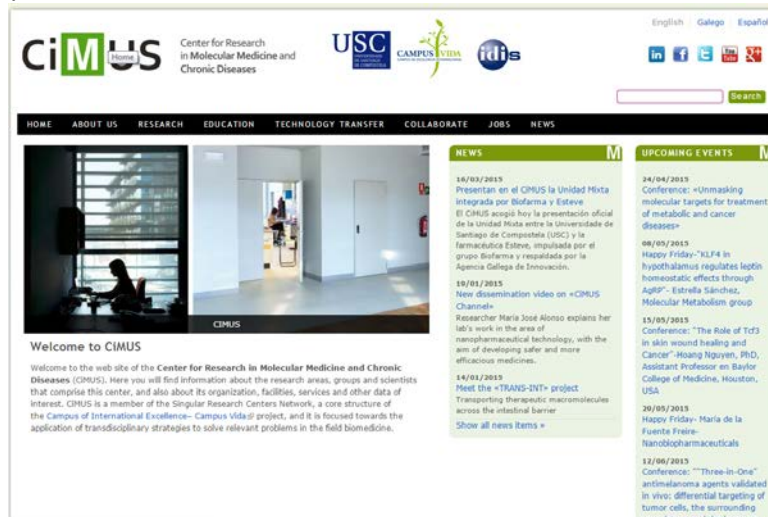 English Galego Español
CiMUS
Home
Center for Research
in Molecular Medicine and
Chronic Diseases
USC
CAMPUS VIDA
idis
Search
HOME ABOUT US RESEARCH EDUCATION TECHNOLOGY TRANSFER COLLABORATE JOBS NEWS
CIMUS
Welcome to CiMUS
Welcome to the web site of the Center for Research in Molecular Medicine and Chronic
Diseases (CiMUS). Here you will find information about the research areas, groups and scientists
that comprise this center, and also about its organization, facilities, services and other data of
interest. CiMUS is a member of the Singular Research Centers Network, a core structure of
the Campus of International Excellence– Campus Vida project, and it is focused towards the
application of transdisciplinary strategies to solve relevant problems in the field biomedicine.
NEWS M
16/03/2015
Presentan en el CiMUS la Unidad Mixta
integrada por Biofarma y Esteve
El CiMUS acogió hoy la presentación oficial
de la Unidad Mixta entre la Universidade de
Santiago de Compostela (USC) y la
farmacéutica Esteve, impulsada por el
grupo Biofarma y respaldada por la
Agencia Gallega de Innovación.
19/01/2015
New dissemination video on «CiMUS
Channel»
Researcher Maria José Alonso explains her
lab's work in the area of
nanopharmaceutical technology, with the
aim of developing safer and more
efficacious medicines.
14/01/2015
Meet the «TRANS-INT» project
Transporting therapeutic macromolecules
across the intestinal barrier
Show all news items »
UPCOMING EVENTS M
24/04/2015
Conference: «Unmasking
molecular targets for treatment
of metabolic and cancer
diseases»
08/05/2015
Happy Friday-"KLF4 in
hypothalamus regulates leptin
homeostatic effects through
AgRP"- Estrella Sánchez,
Molecular Metabolism group
15/05/2015
Conference: "The Role of Tcf3
in skin wound healing and
Cancer"-Hoang Nguyen, PhD,
Assistant Professor en Baylor
College of Medicine, Houston,
USA
29/05/2015
Happy Friday- María de la
Fuente Freire-
Nanobiopharmaceuticals
12/06/2015
Conference: ""Three-in-One"
antimelanoma agents validated
in vivo: differential targeting of
tumor cells, the surrounding